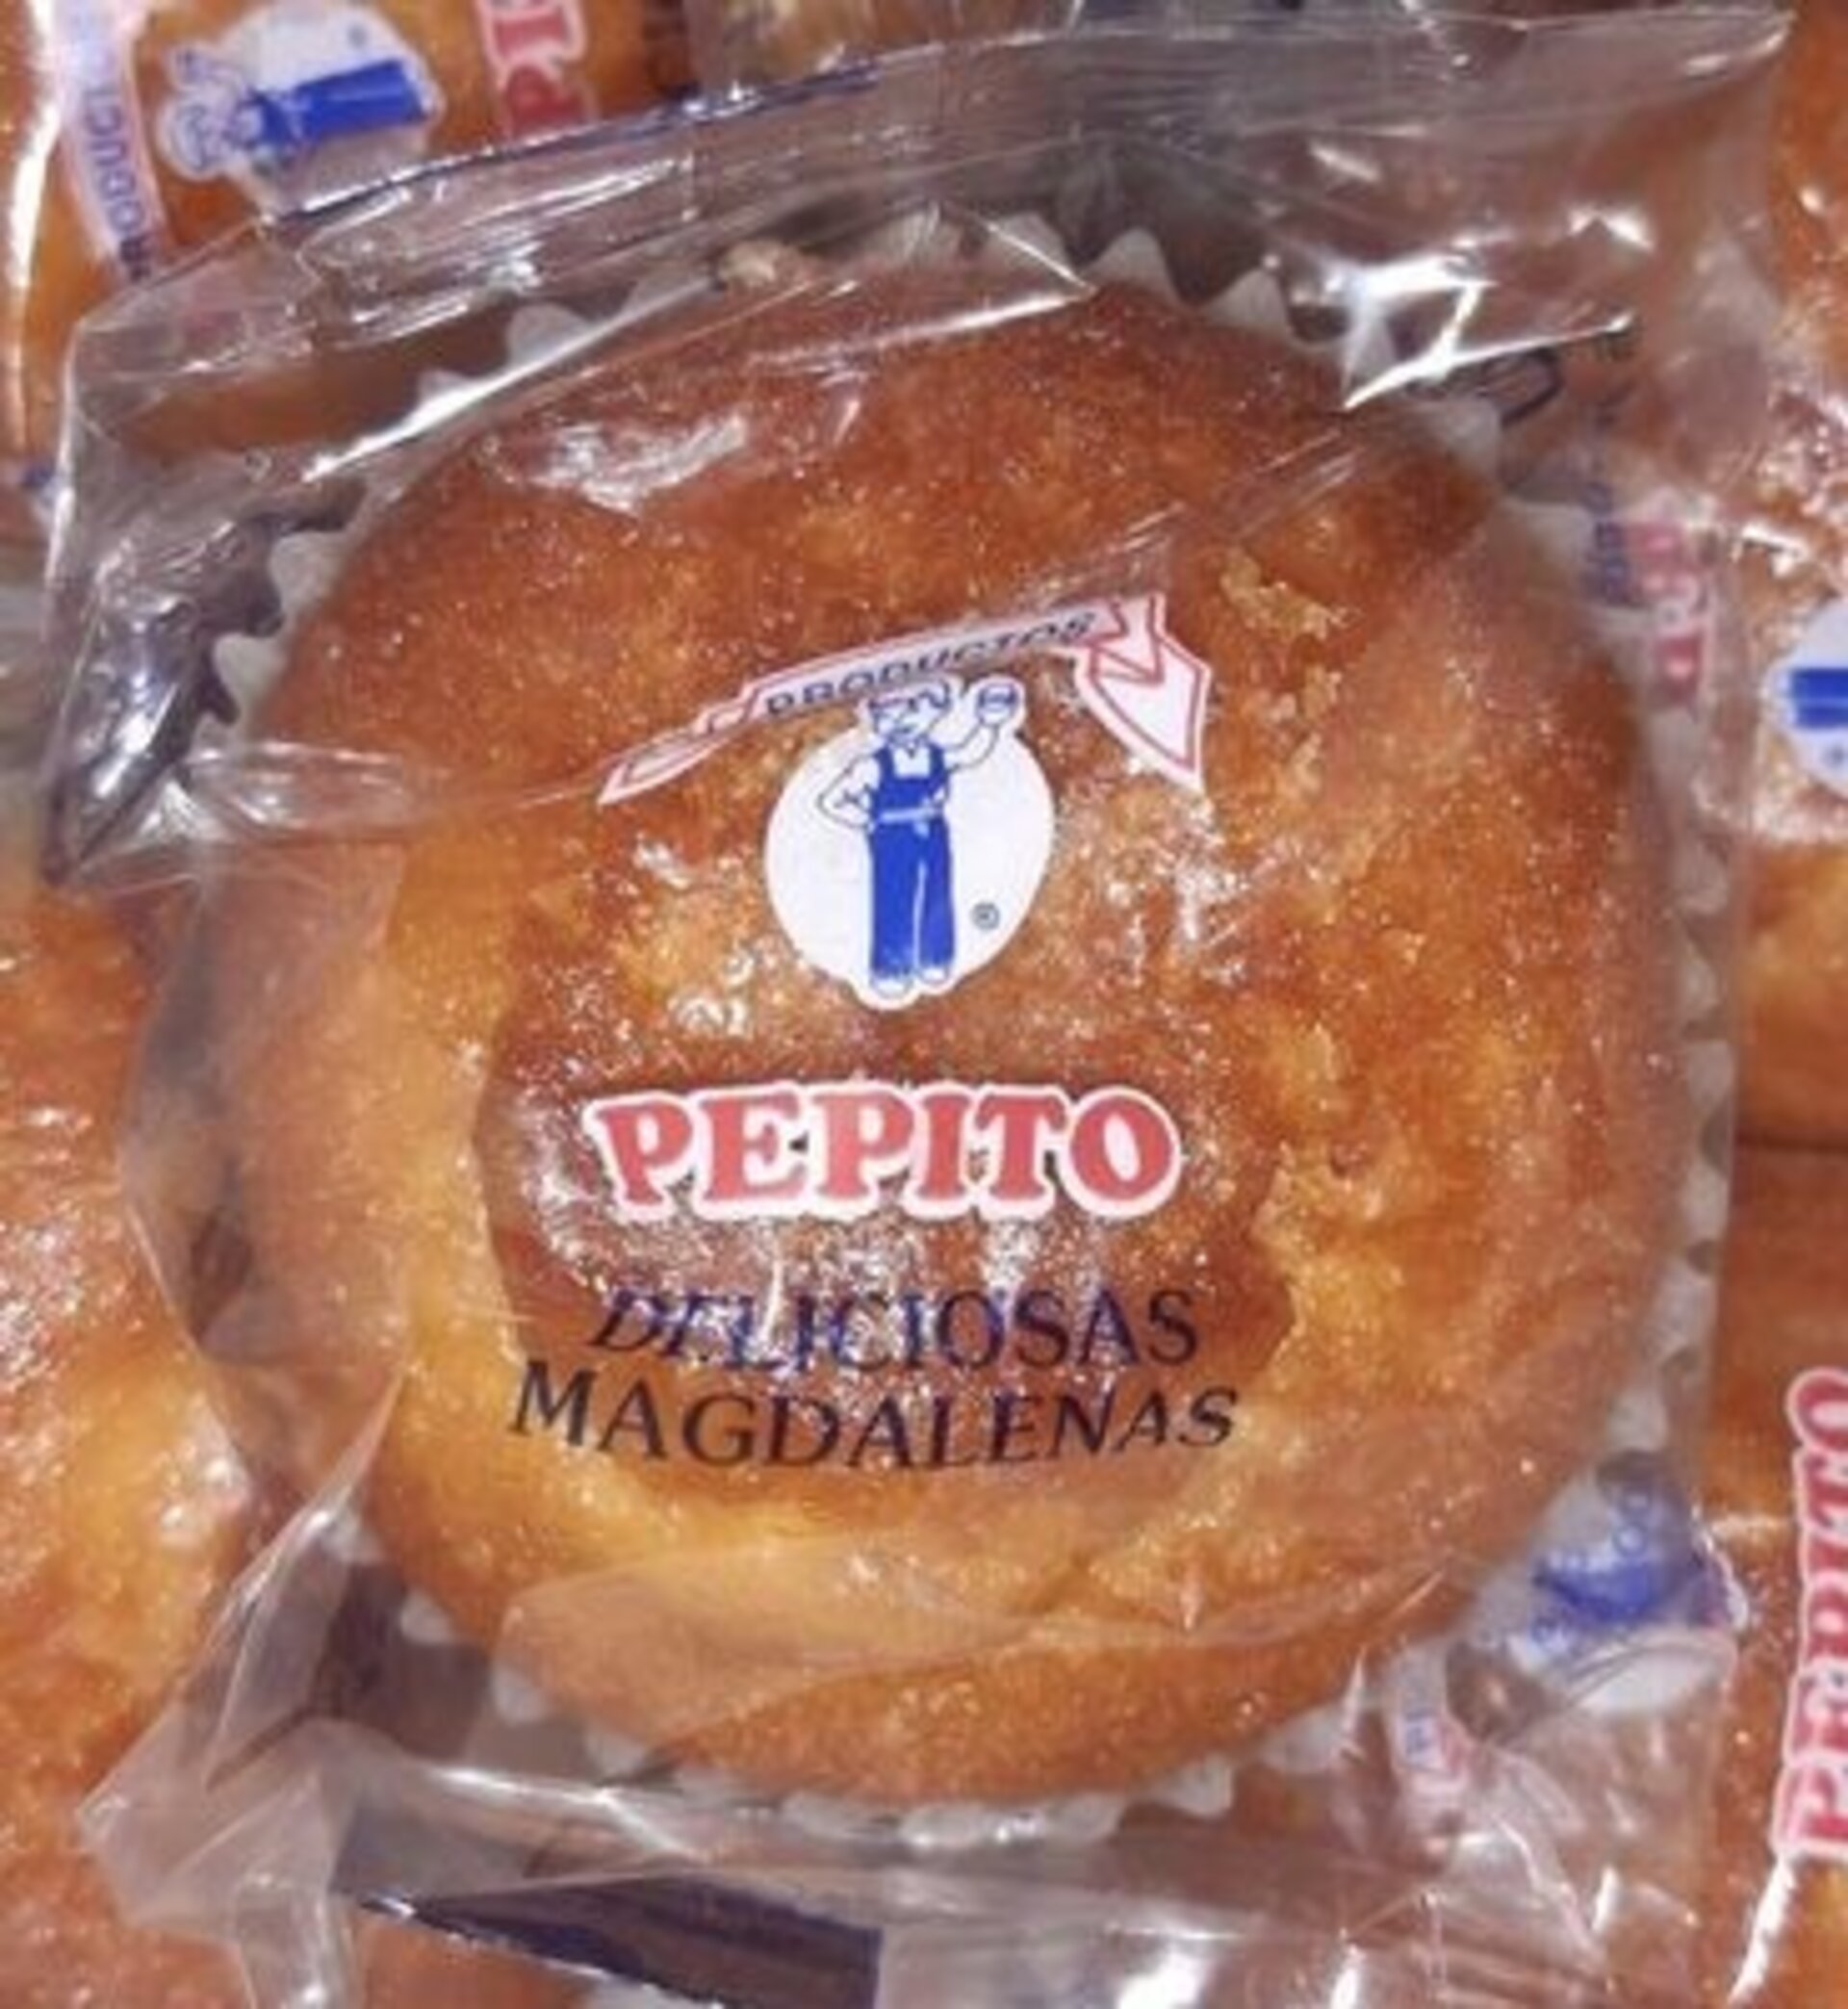 PRODUCTOS
®
PEPITO
DELICIOSAS
MAGDALENAS